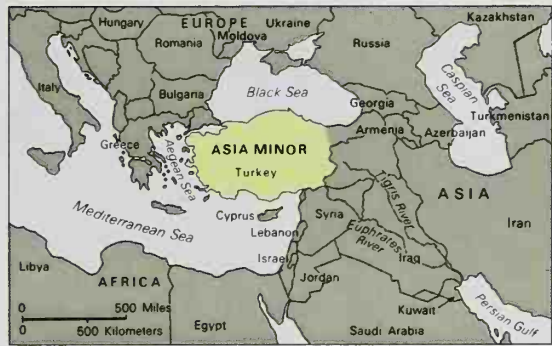 Hungary
EUROPE
Ukraine
Kazakhstan
Moldova
Romania
Russia
Italy
Caspian Sea
Bulgaria
Black Sea
Georgia
Turkmenistan
Armenia
Azerbaijan
Greece
Aegean Sea
ASIA MINOR
Turkey
ASIA
Tigris River
Mediterranean Sea
Cyprus
Syria
Iran
Lebanon
Euphrates River
Iraq
Israel
Libya
AFRICA
Jordan
Kuwait
Persian Gulf
0 500 Miles
0 500 Kilometers
Egypt
Saudi Arabia